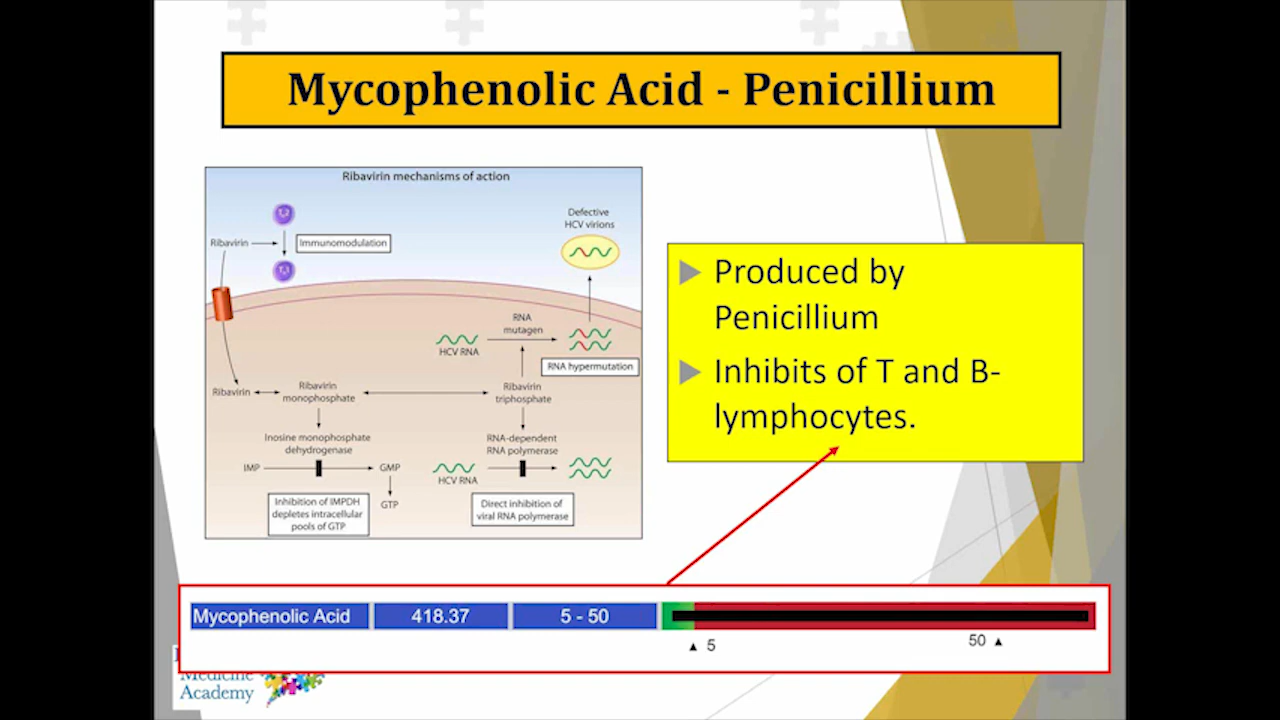 Mycophenolic Acid - Penicillium
Ribavirin mechanisms of action
Defective
HCV virions
Ribavirin
Immunomodulation
RNA
mutagen
HCV RNA
RNA hypermutation
Ribavirin
Ribavirin
monophosphate
Ribavirin
triphosphate
Inosine monophosphate
dehydrogenase
RNA-dependent
RNA polymerase
IMP
GMP
HCV RNA
GTP
Inhibition of IMPDH
depletes intracellular
pools of GTP
Direct inhibition of
viral RNA polymerase
Produced by
Penicillium
Inhibits of T and B-
lymphocytes.
Mycophenolic Acid 418.37 5 - 50
▲ 5 50 ▲
Medicine
Academy